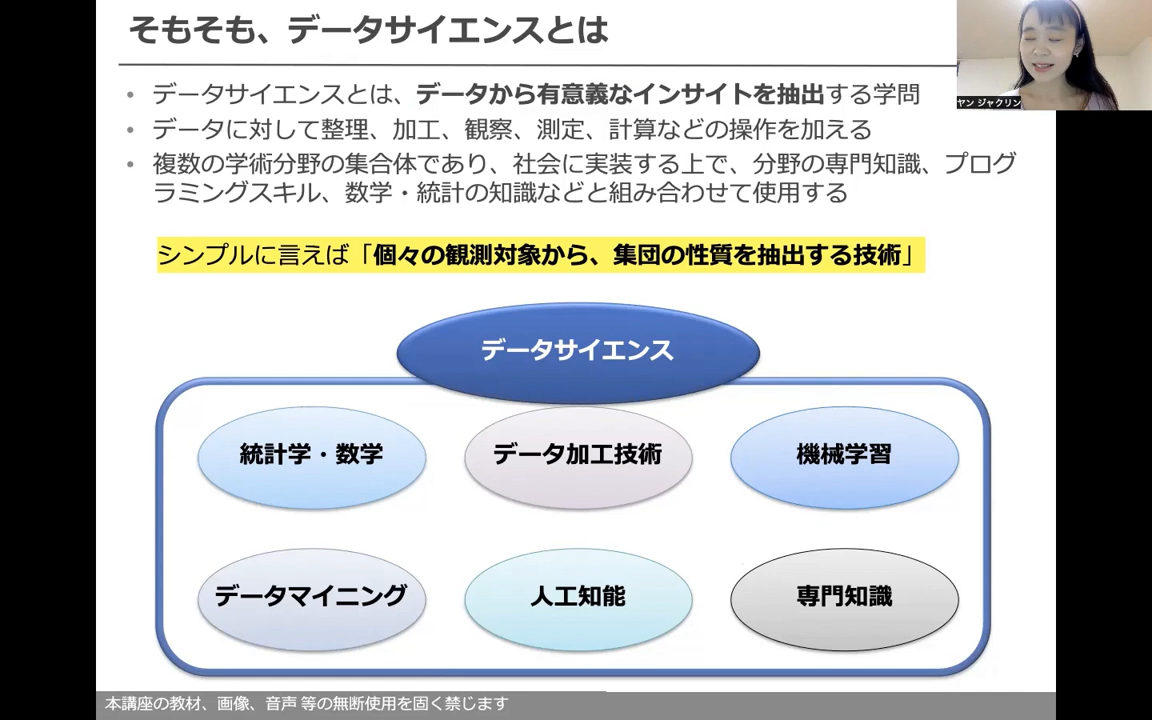 そもそも、データサイエンスとは
ヤン ジャクリン
• データサイエンスとは、データから有意義なインサイトを抽出する学問
• データに対して整理、加工、観察、測定、計算などの操作を加える
• 複数の学術分野の集合体であり、社会に実装する上で、分野の専門知識、プログ
ラミングスキル、数学・統計の知識などと組み合わせて使用する
シンプルに言えば「個々の観測対象から、集団の性質を抽出する技術」
データサイエンス
統計学・数学
データ加工技術
機械学習
データマイニング
人工知能
専門知識
本講座の教材、画像、音声 等の無断使用を固く禁じます